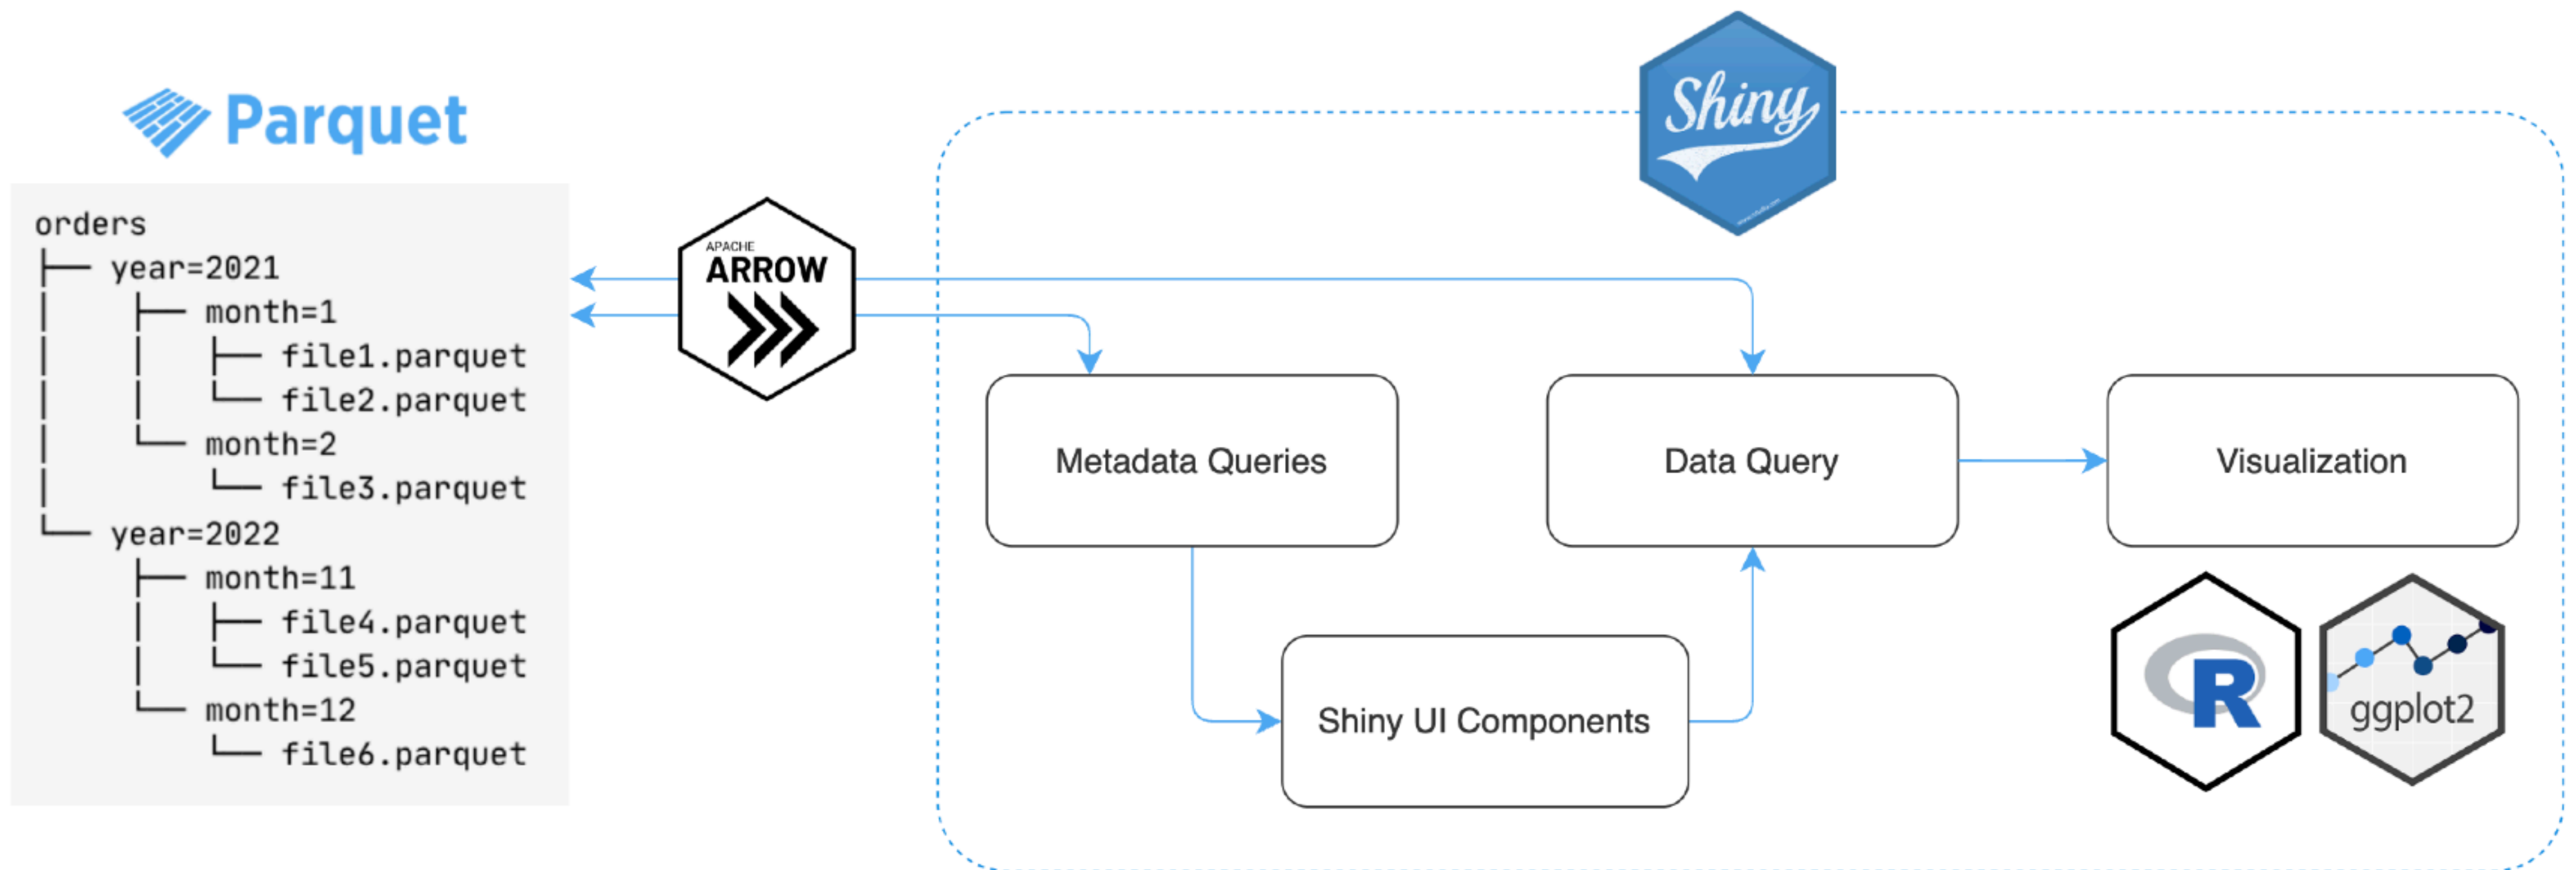 Parquet
orders
├── year=2021
│   ├── month=1
│   │   ├── file1.parquet
│   │   └── file2.parquet
│   └── month=2
│       └── file3.parquet
└── year=2022
    ├── month=11
    │   ├── file4.parquet
    │   └── file5.parquet
    └── month=12
        └── file6.parquet
APACHE
ARROW
Shiny
Metadata Queries
Data Query
Visualization
Shiny UI Components
R
ggplot2